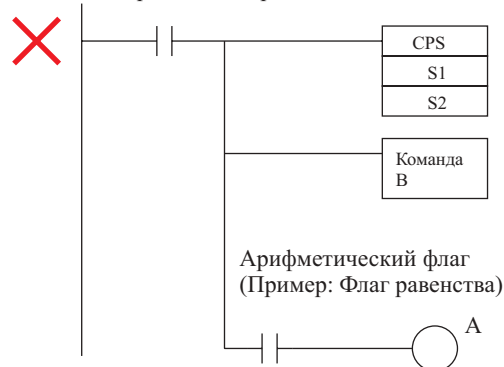 CPS
S1
S2
Команда
В
Арифметический флаг
(Пример: Флаг равенства)
А